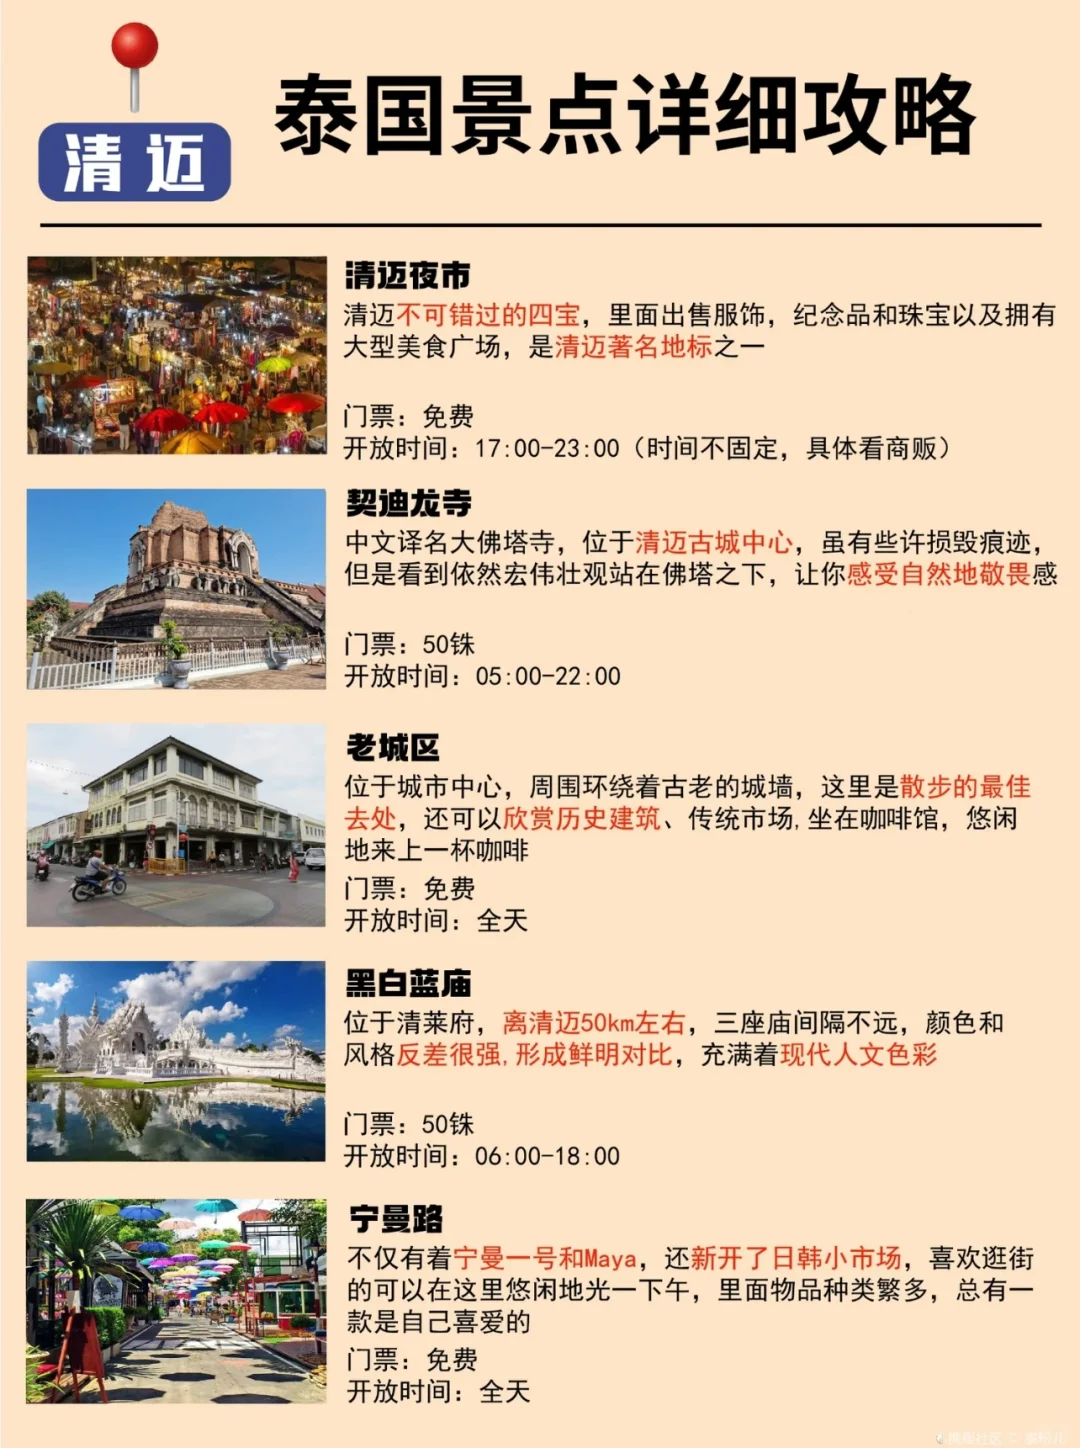 清迈
泰国景点详细攻略
清迈夜市
清迈不可错过的四宝，里面出售服饰，纪念品和珠宝以及拥有
大型美食广场，是清迈著名地标之一
门票：免费
开放时间：17:00-23:00（时间不固定，具体看商贩）
契迪龙寺
中文译名大佛塔寺，位于清迈古城中心，虽有些许损毁痕迹，
但是看到依然宏伟壮观站在佛塔之下，让你感受自然地敬畏感
门票：50铢
开放时间：05:00-22:00
老城区
位于城市中心，周围环绕着古老的城墙，这里是散步的最佳
去处，还可以欣赏历史建筑、传统市场,坐在咖啡馆，悠闲
地来上一杯咖啡
门票：免费
开放时间：全天
黑白蓝庙
位于清莱府，离清迈50km左右，三座庙间隔不远，颜色和
风格反差很强,形成鲜明对比，充满着现代人文色彩
门票：50铢
开放时间：06:00-18:00
宁曼路
不仅有着宁曼一号和Maya，还新开了日韩小市场，喜欢逛街
的可以在这里悠闲地光一下午，里面物品种类繁多，总有一
款是自己喜爱的
门票：免费
开放时间：全天